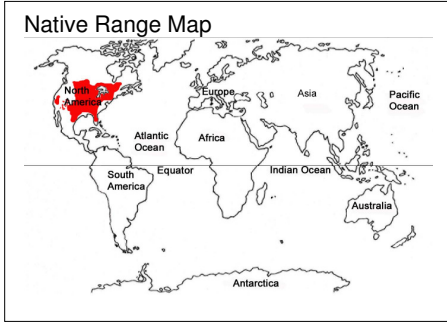 Native Range Map
North
America
Europe
Asia
Pacific
Ocean
Atlantic
Ocean
Africa
South
America
Equator
Indian Ocean
Australia
Antarctica